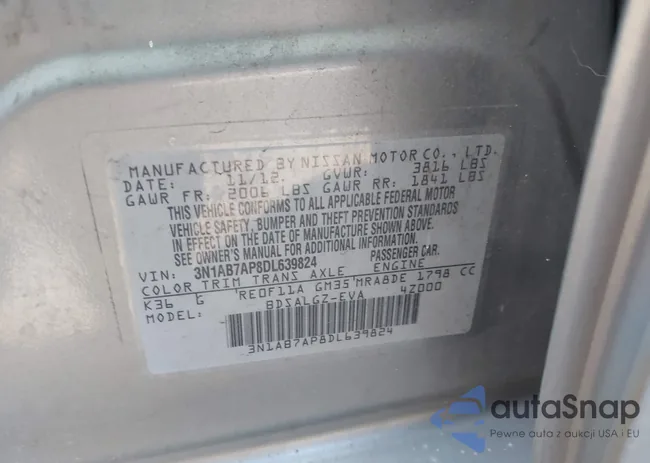 MANUFACTURED BY NISSAN MOTOR CO., LTD.
DATE: 11/12 GVWR: 3816 LBS
GAWR FR: 2006 LBS GAWR RR: 1841 LBS
THIS VEHICLE CONFORMS TO ALL APPLICABLE FEDERAL MOTOR
VEHICLE SAFETY, BUMPER AND THEFT PREVENTION STANDARDS
IN EFFECT ON THE DATE OF MANUFACTURE SHOWN ABOVE.
SEE OWNER'S MANUAL FOR ADDITIONAL INFORMATION.
VIN: 3N1AB7AP8DL639824 PASSENGER CAR.
COLOR TRIM TRANS AXLE ENGINE
K36 G RE0F11A GM35 MRA8DE 1798 CC
MODEL: BDSALGZ-EVA 4Z000
3N1AB7AP8DL639824
autaSnap
Pewne auta z aukcji USA i EU